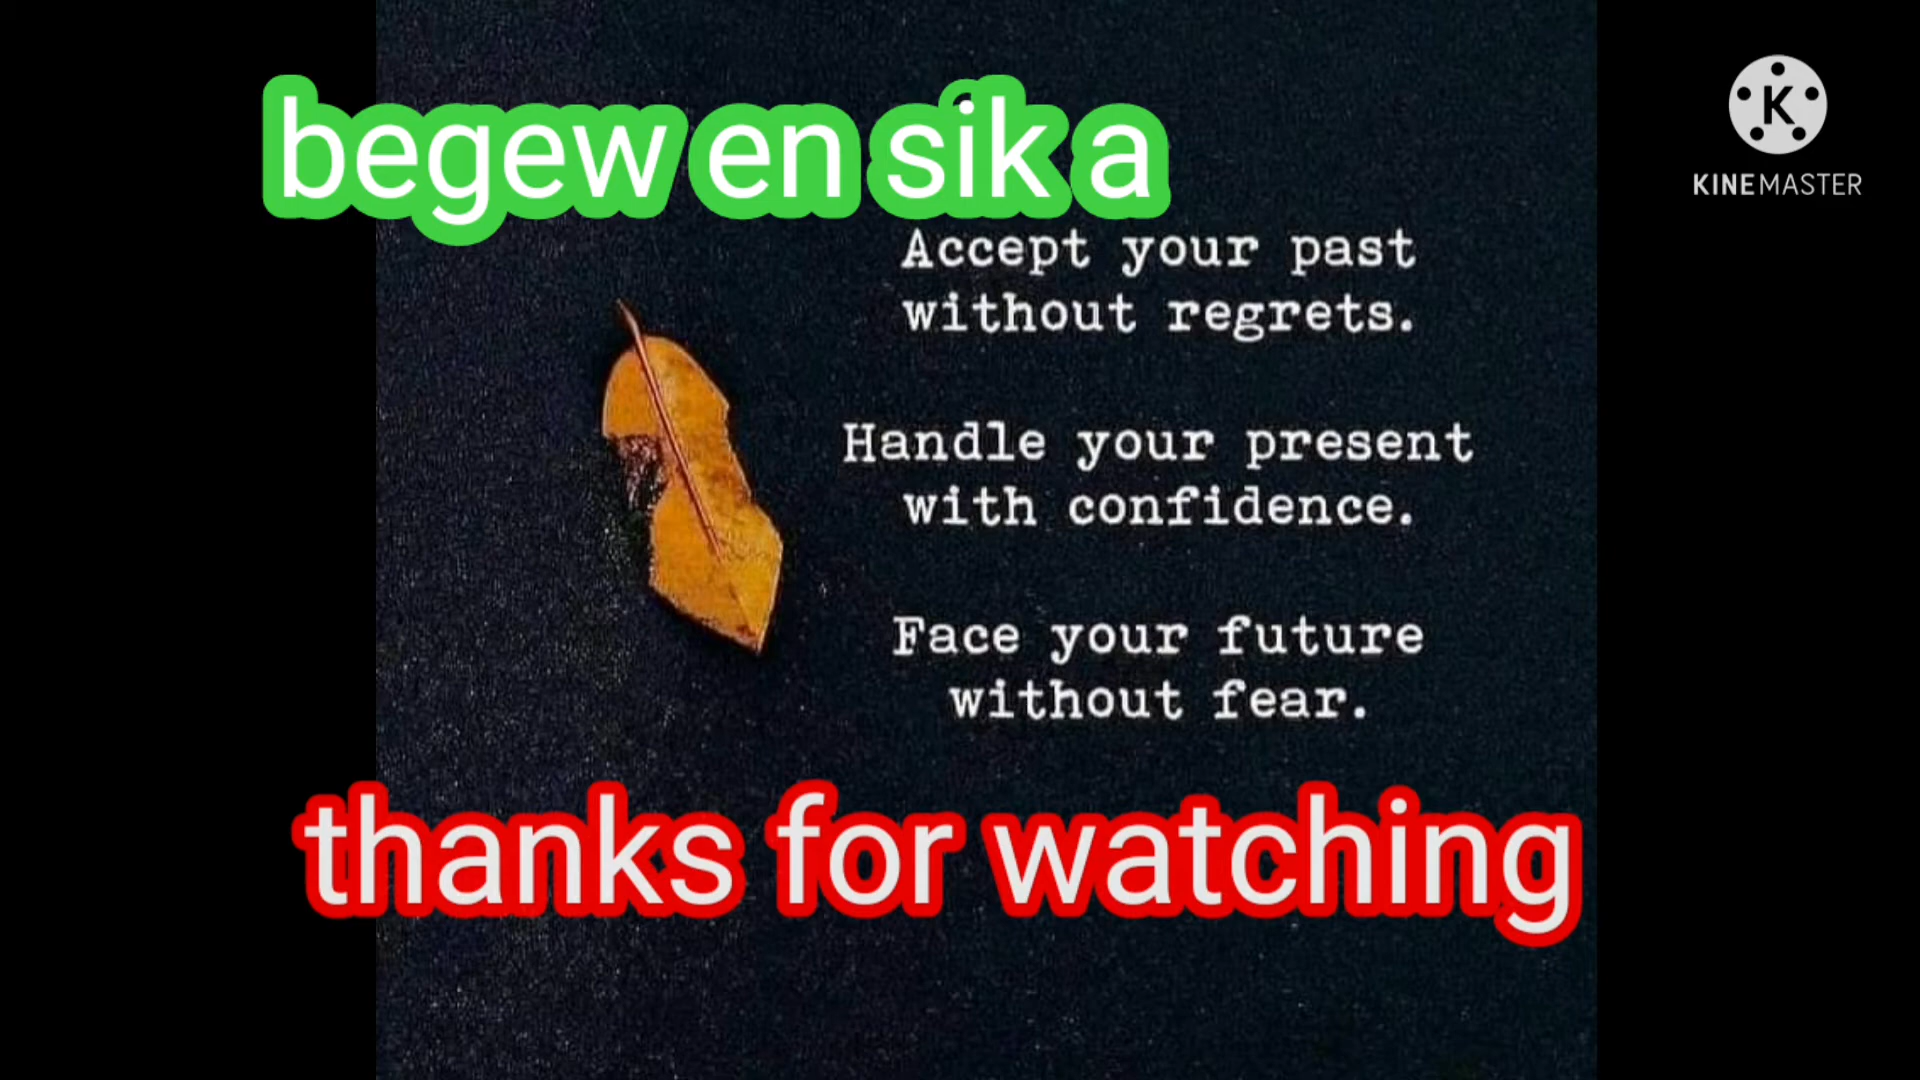 begew en sik a
KINEMASTER
Accept your past
without regrets.
Handle your present
with confidence.
Face your future
without fear.
thanks for watching